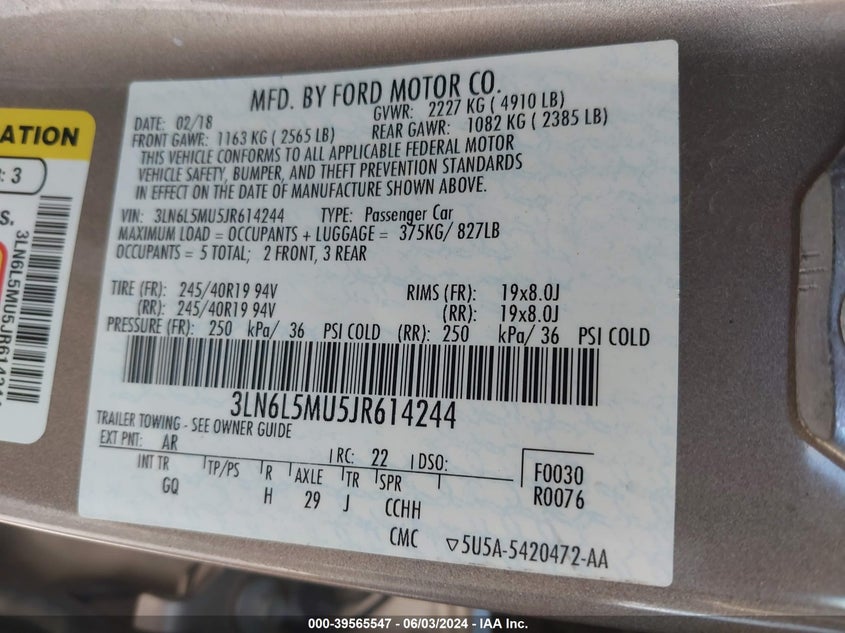 MFD. BY FORD MOTOR CO.
DATE: 02/18 GVWR: 2227 KG ( 4910 LB)
FRONT GAWR: 1163 KG ( 2565 LB) REAR GAWR: 1082 KG ( 2385 LB)
THIS VEHICLE CONFORMS TO ALL APPLICABLE FEDERAL MOTOR
VEHICLE SAFETY, BUMPER, AND THEFT PREVENTION STANDARDS
IN EFFECT ON THE DATE OF MANUFACTURE SHOWN ABOVE.
VIN: 3LN6L5MU5JR614244 TYPE: Passenger Car
MAXIMUM LOAD = OCCUPANTS + LUGGAGE = 375KG/ 827LB
OCCUPANTS = 5 TOTAL; 2 FRONT, 3 REAR
TIRE (FR): 245/40R19 94V RIMS (FR): 19x8.0J
(RR): 245/40R19 94V (RR): 19x8.0J
PRESSURE (FR): 250 kPa/ 36 PSI COLD (RR): 250 kPa/ 36 PSI COLD
3LN6L5MU5JR614244
TRAILER TOWING - SEE OWNER GUIDE
EXT PNT: AR RC: 22 DSO: F0030
INT TR TP/PS R AXLE TR SPR R0076
GQ H 29 J CCHH
CMC ▽5U5A-5420472-AA
: 3
S.
000-39565547 - 06/03/2024 - IAA Inc.